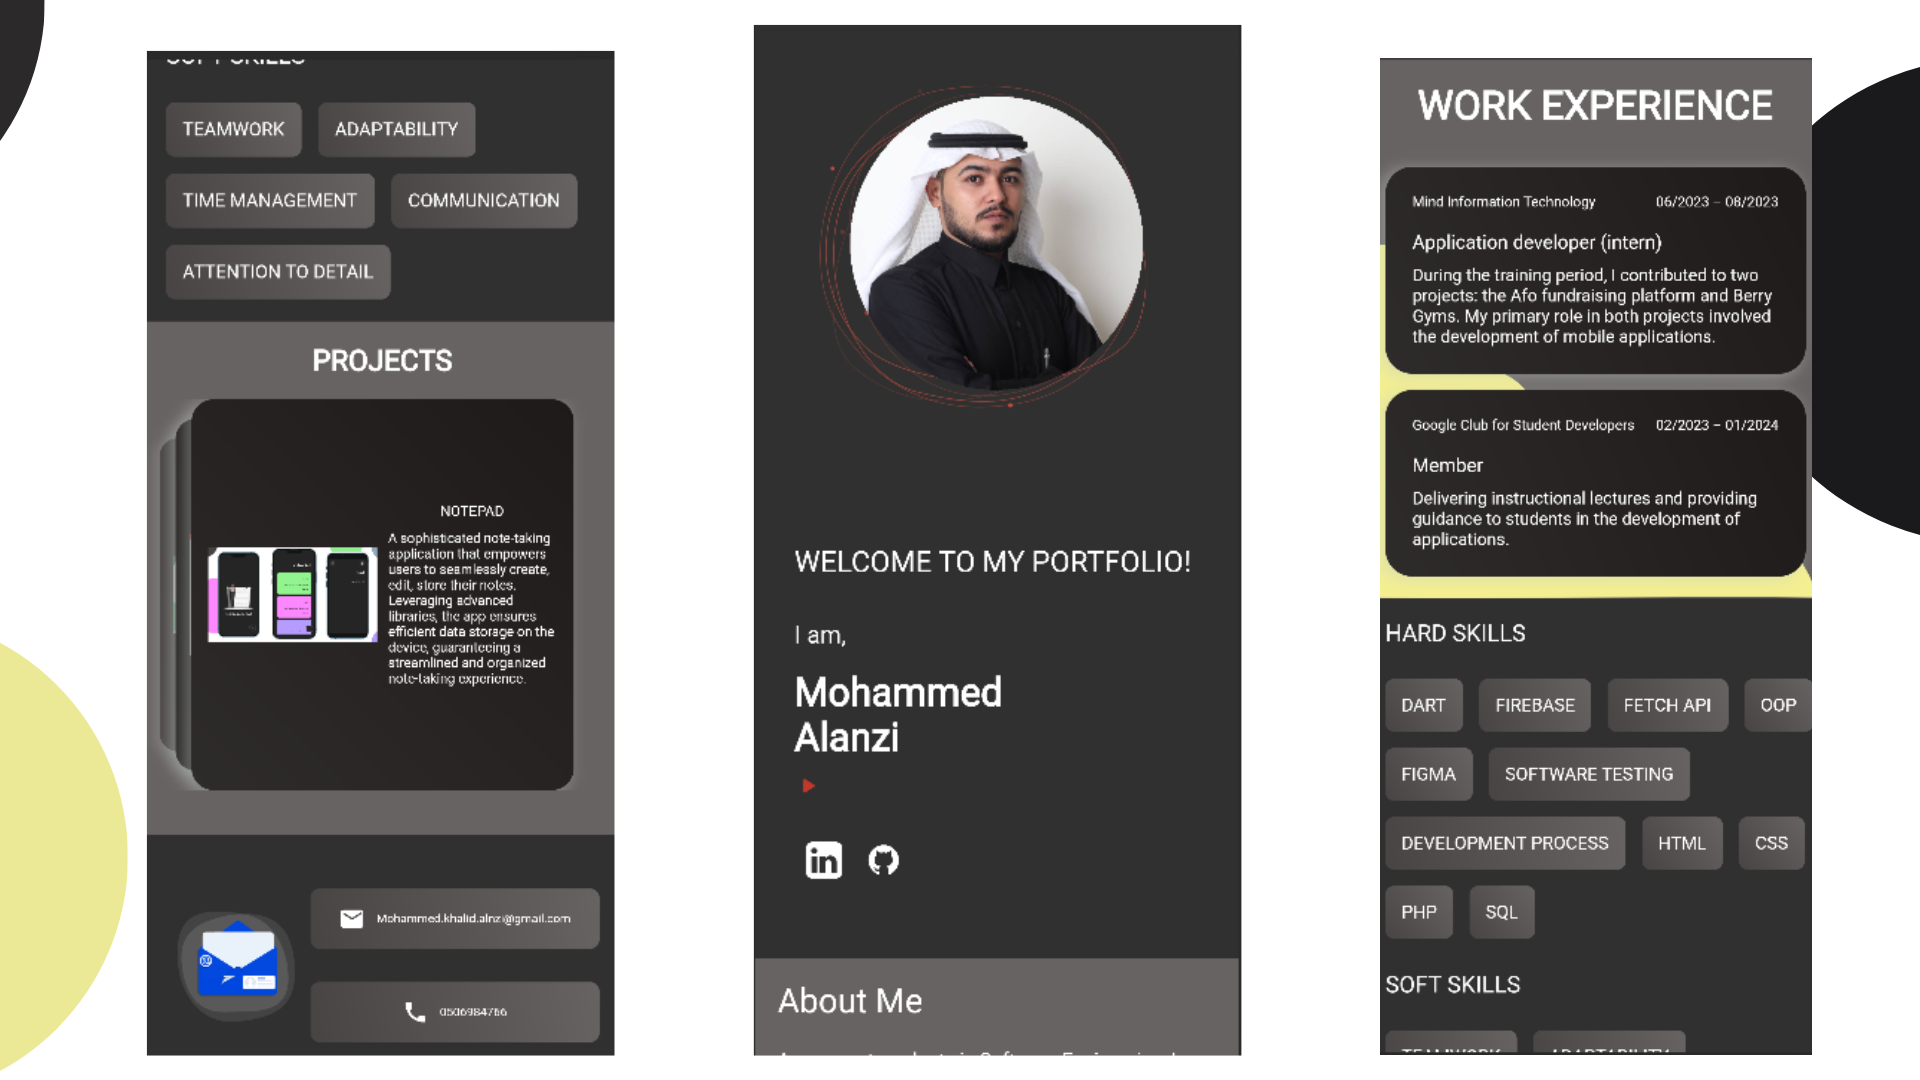 SOFT SKILLS
TEAMWORK
ADAPTABILITY
TIME MANAGEMENT
COMMUNICATION
ATTENTION TO DETAIL
PROJECTS
NOTEPAD
A sophisticated note-taking
application that empowers
users to seamlessly create,
edit, store their notes.
Leveraging advanced
libraries, the app ensures
efficient data storage on the
device, guaranteeing a
streamlined and organized
note-taking experience.
Mohammed.khalid.alnzi@gmail.com
0506984766
WELCOME TO MY PORTFOLIO!
I am,
Mohammed
Alanzi
in
About Me
WORK EXPERIENCE
Mind Information Technology 06/2023 – 08/2023
Application developer (intern)
During the training period, I contributed to two
projects: the Afo fundraising platform and Berry
Gyms. My primary role in both projects involved
the development of mobile applications.
Google Club for Student Developers 02/2023 – 01/2024
Member
Delivering instructional lectures and providing
guidance to students in the development of
applications.
HARD SKILLS
DART
FIREBASE
FETCH API
OOP
FIGMA
SOFTWARE TESTING
DEVELOPMENT PROCESS
HTML
CSS
PHP
SQL
SOFT SKILLS
TEAMWORK
ADAPTABILITY